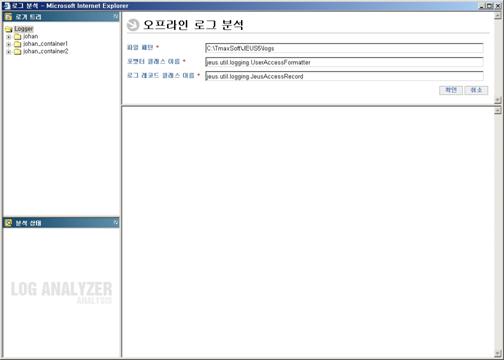 로그 분석 - Microsoft Internet Explorer
로거 트리
Logger
johan
johan_container1
johan_container2
오프라인 로그 분석
파일 패턴 *
C:\TmaxSoft\JEUS5\logs
포맷터 클래스 이름 *
jeus.util.logging.UserAccessFormatter
로그 레코드 클래스 이름 *
jeus.util.logging.JeusAccessRecord
확인
취소
분석 상태
LOG ANALYZER
ANALYSIS